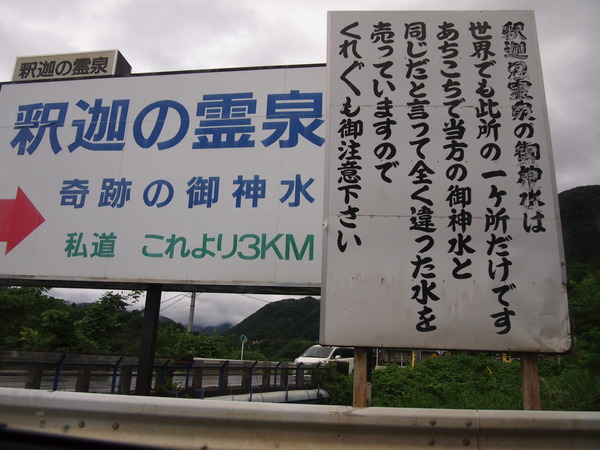 釈迦の霊泉
釈迦の霊泉
奇跡の御神水
私道 これより3KM
釈迦の霊泉の御神水は
世界でも此所の一ヶ所だけです
あちこちで当方の御神水と
同じだと言って全く違った水を
売っていますので
くれぐも御注意下さい